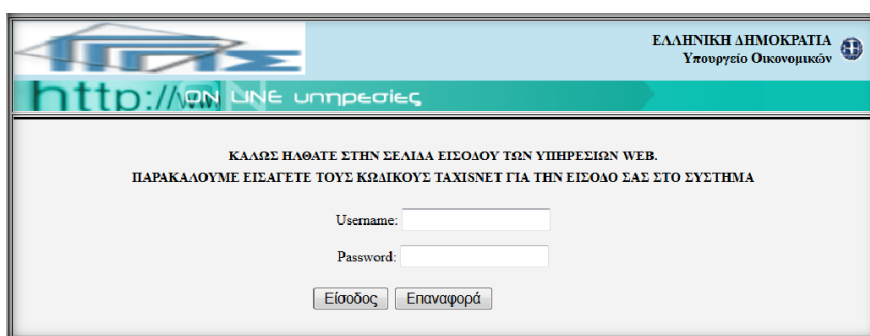 ΕΛΛΗΝΙΚΗ ΔΗΜΟΚΡΑΤΙΑ
Υπουργείο Οικονομικών
http://
ON LINE υπηρεσίες
ΚΑΛΩΣ ΗΛΘΑΤΕ ΣΤΗΝ ΣΕΛΙΔΑ ΕΙΣΟΔΟΥ ΤΩΝ ΥΠΗΡΕΣΙΩΝ WEB.
ΠΑΡΑΚΑΛΟΥΜΕ ΕΙΣΑΓΕΤΕ ΤΟΥΣ ΚΩΔΙΚΟΥΣ TAXISNET ΓΙΑ ΤΗΝ ΕΙΣΟΔΟ ΣΑΣ ΣΤΟ ΣΥΣΤΗΜΑ
Username:
Password:
Είσοδος Επαναφορά